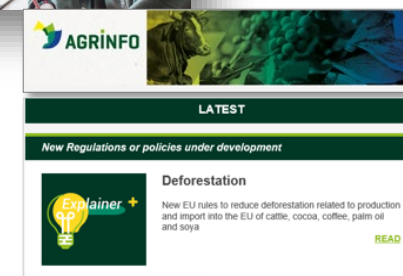 AGRINFO
LATEST
New Regulations or policies under development
Explainer +
Deforestation
New EU rules to reduce deforestation related to production
and import into the EU of cattle, cocoa, coffee, palm oil
and soya
READ